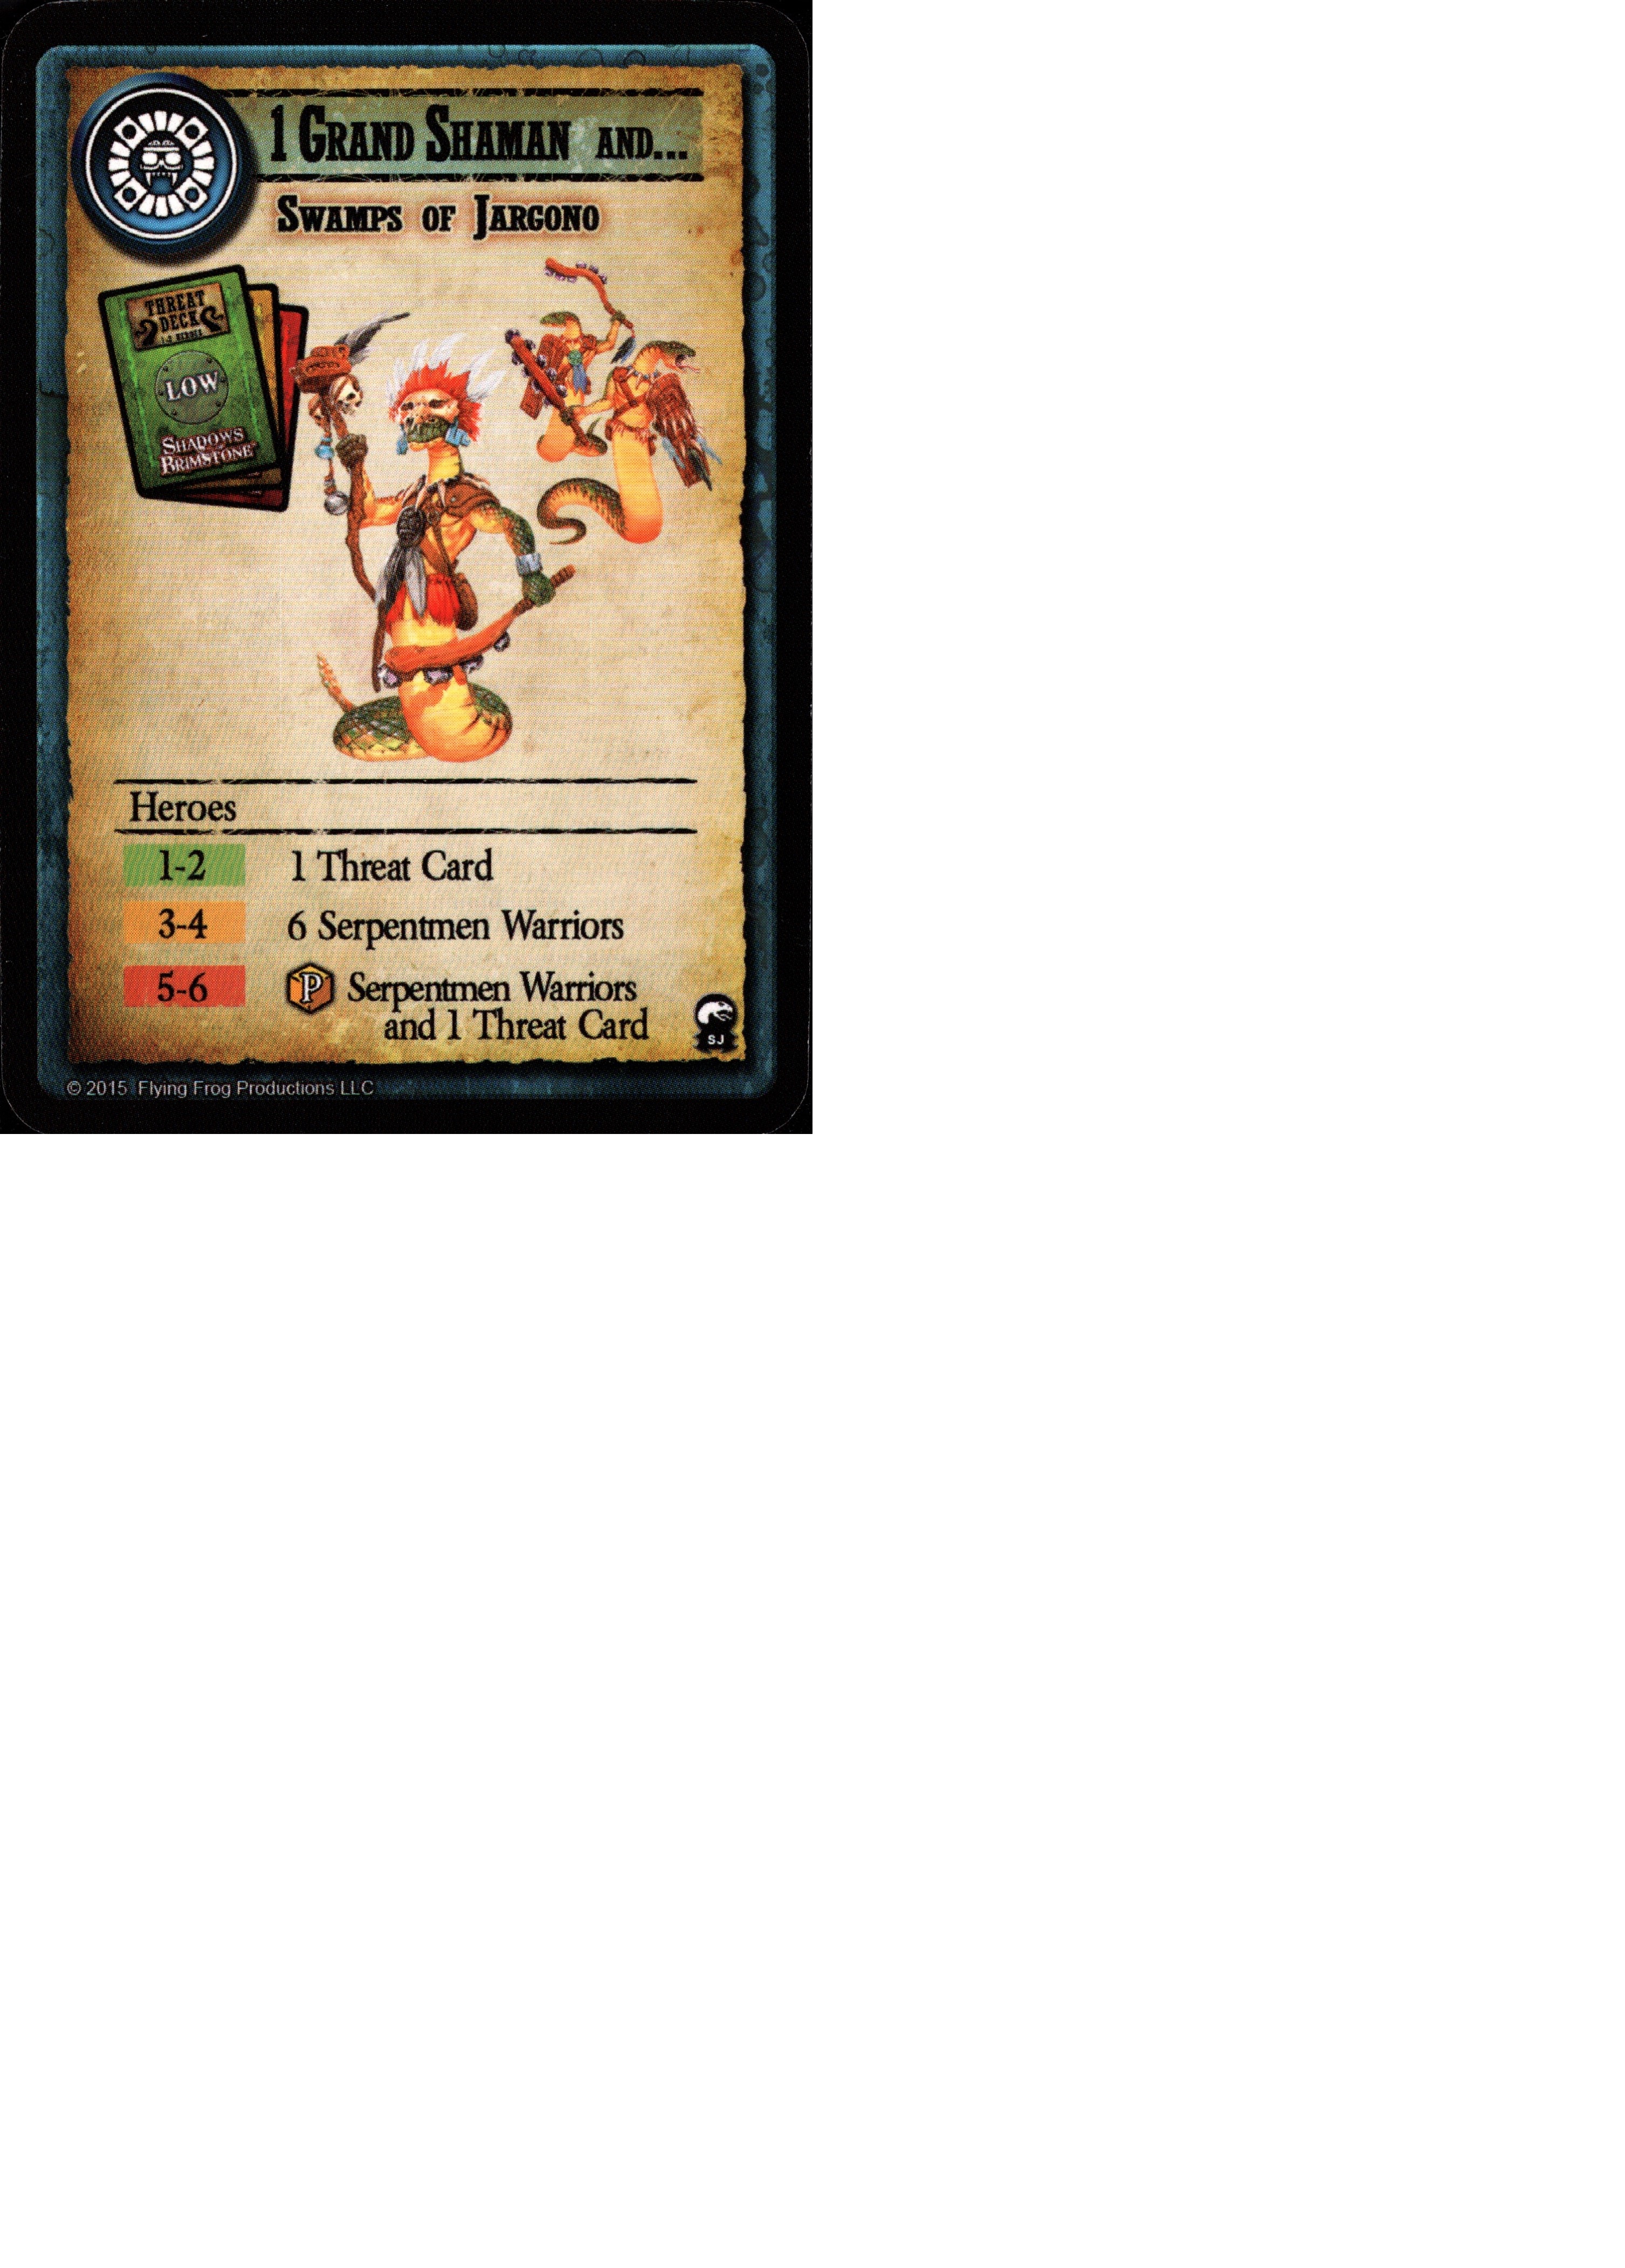 1 GRAND SHAMAN AND...
SWAMPS OF JARGONO
THREAT
DECK
LOW
SHADOWS
BRIMSTONE
Heroes
1-2 1 Threat Card
3-4 6 Serpentmen Warriors
5-6 P Serpentmen Warriors
and 1 Threat Card
SJ
© 2015 Flying Frog Productions LLC